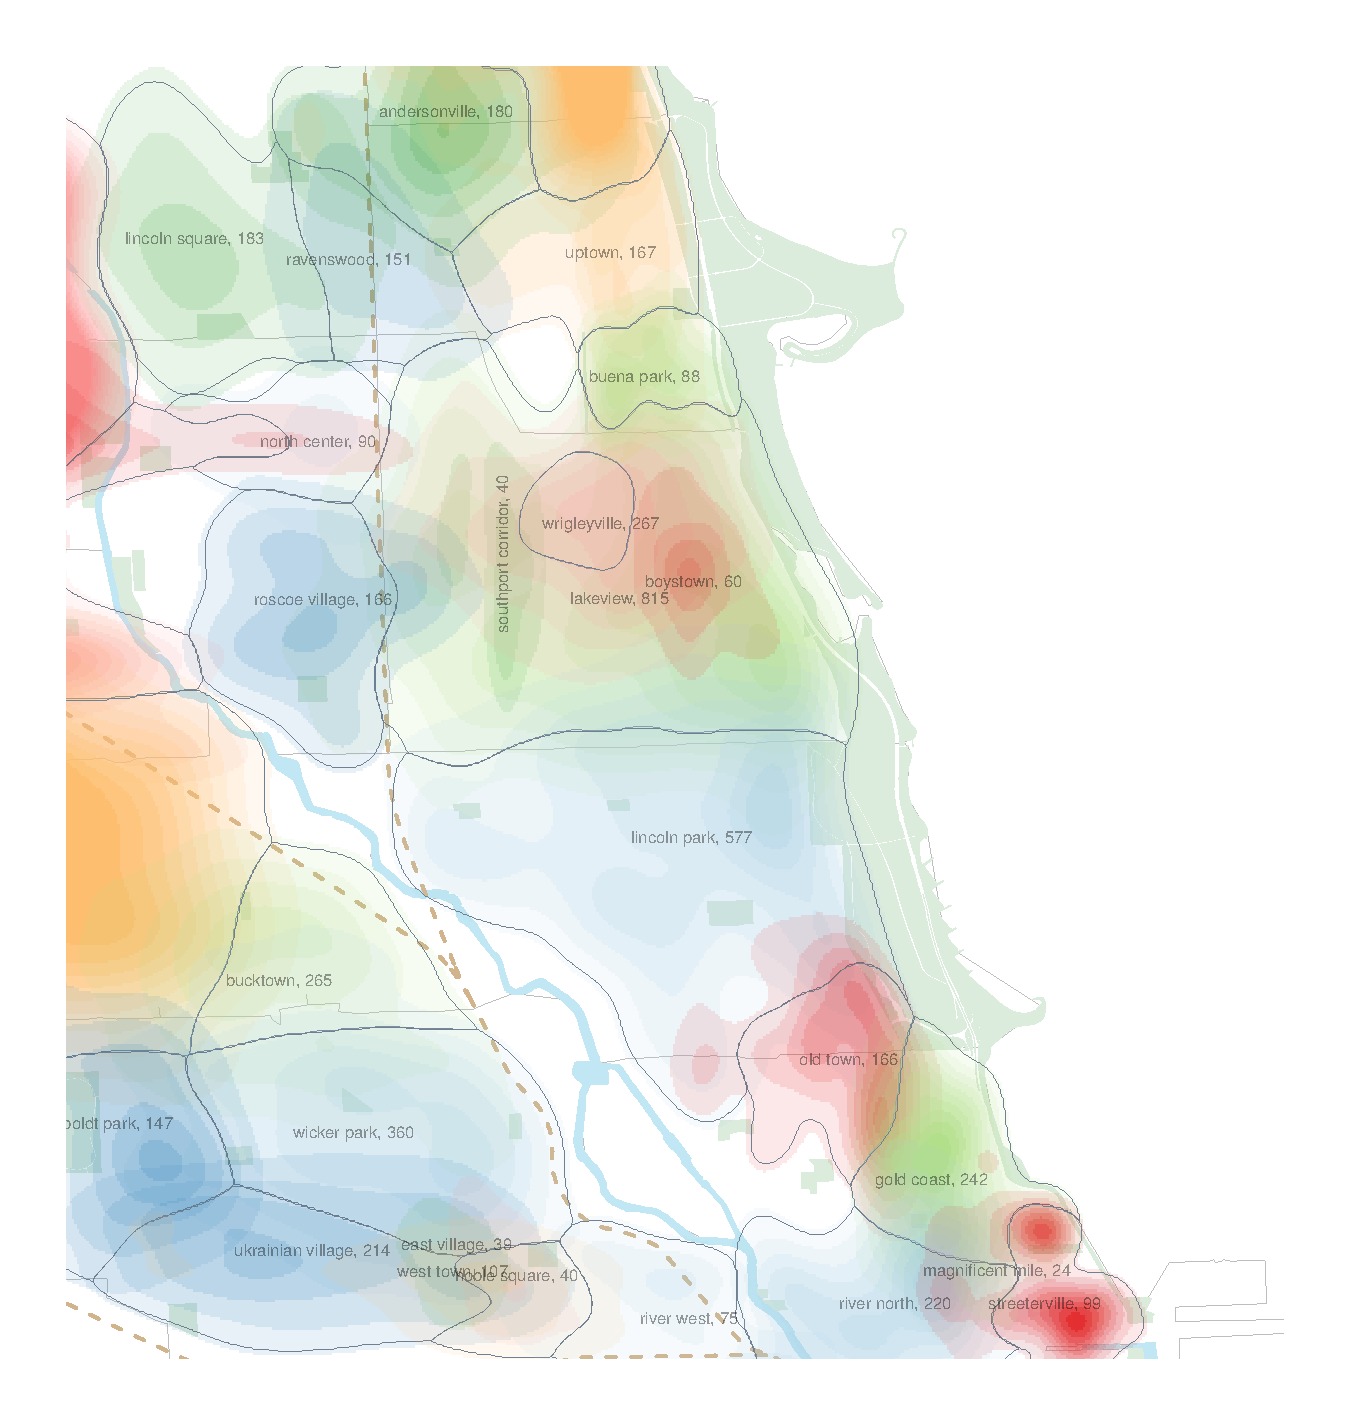 andersonville, 180
lincoln square, 183
ravenswood, 151
uptown, 167
buena park, 88
north center, 90
southport corridor, 40
wrigleyville, 267
boystown, 60
lakeview, 815
roscoe village, 166
lincoln park, 577
bucktown, 265
old town, 166
boldt park, 147
wicker park, 360
gold coast, 242
ukrainian village, 214
east village, 39
west town, 107
noble square, 40
magnificent mile, 24
river north, 220
streeterville, 99
river west, 75